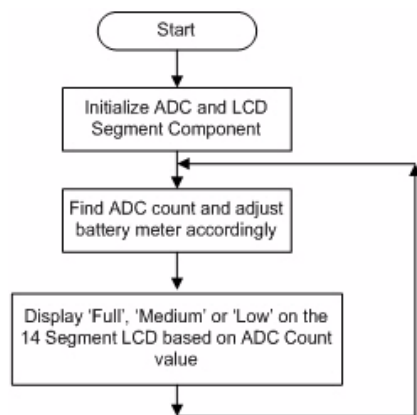 Start
Initialize ADC and LCD
Segment Component
Find ADC count and adjust
battery meter accordingly
Display 'Full', 'Medium' or 'Low' on the
14 Segment LCD based on ADC Count
value